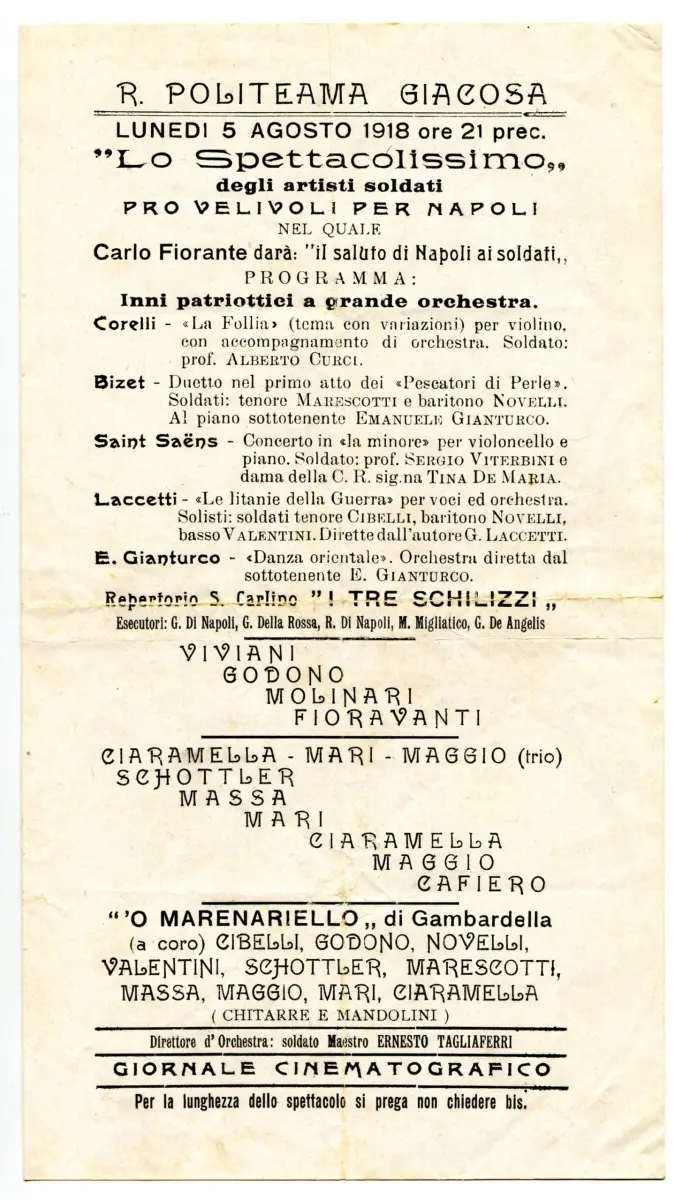 R. POLITEAMA GIACOSA
LUNEDI 5 AGOSTO 1918 ore 21 prec.
"Lo Spettacolissimo„
degli artisti soldati
PRO VELIVOLI PER NAPOLI
NEL QUALE
Carlo Fiorante darà: "il saluto di Napoli ai soldati„
PROGRAMMA:
Inni patriottici a grande orchestra.
Corelli - «La Follia» (tema con variazioni) per violino,
con accompagnamento di orchestra. Soldato:
prof. ALBERTO CURCI.
Bizet - Duetto nel primo atto dei «Pescatori di Perle».
Soldati: tenore MARESCOTTI e baritono NOVELLI.
Al piano sottotenente EMANUELE GIANTURCO.
Saint Saëns - Concerto in «la minore» per violoncello e
piano. Soldato: prof. SERGIO VITERBINI e
dama della C. R. sig.na TINA DE MARIA.
Laccetti - «Le litanie della Guerra» per voci ed orchestra.
Solisti: soldati tenore CIBELLI, baritono NOVELLI,
basso VALENTINI. Dirette dall'autore G. LACCETTI.
E. Gianturco - «Danza orientale». Orchestra diretta dal
sottotenente E. GIANTURCO.
Repertorio S. Carlino "I TRE SCHILIZZI„
Esecutori: G. Di Napoli, G. Della Rossa, R. Di Napoli, M. Migliatico, G. De Angelis
VIVIANI
GODONO
MOLINARI
FIORAVANTI
CIARAMELLA - MARI - MAGGIO (trio)
SCHOTTLER
MASSA
MARI
CIARAMELLA
MAGGIO
CAFIERO
"'O MARENARIELLO„ di Gambardella
(a coro) CIBELLI, GODONO, NOVELLI,
VALENTINI, SCHOTTLER, MARESCOTTI,
MASSA, MAGGIO, MARI, CIARAMELLA
( CHITARRE E MANDOLINI )
Direttore d'Orchestra: soldato Maestro ERNESTO TAGLIAFERRI
GIORNALE CINEMATOGRAFICO
Per la lunghezza dello spettacolo si prega non chiedere bis.